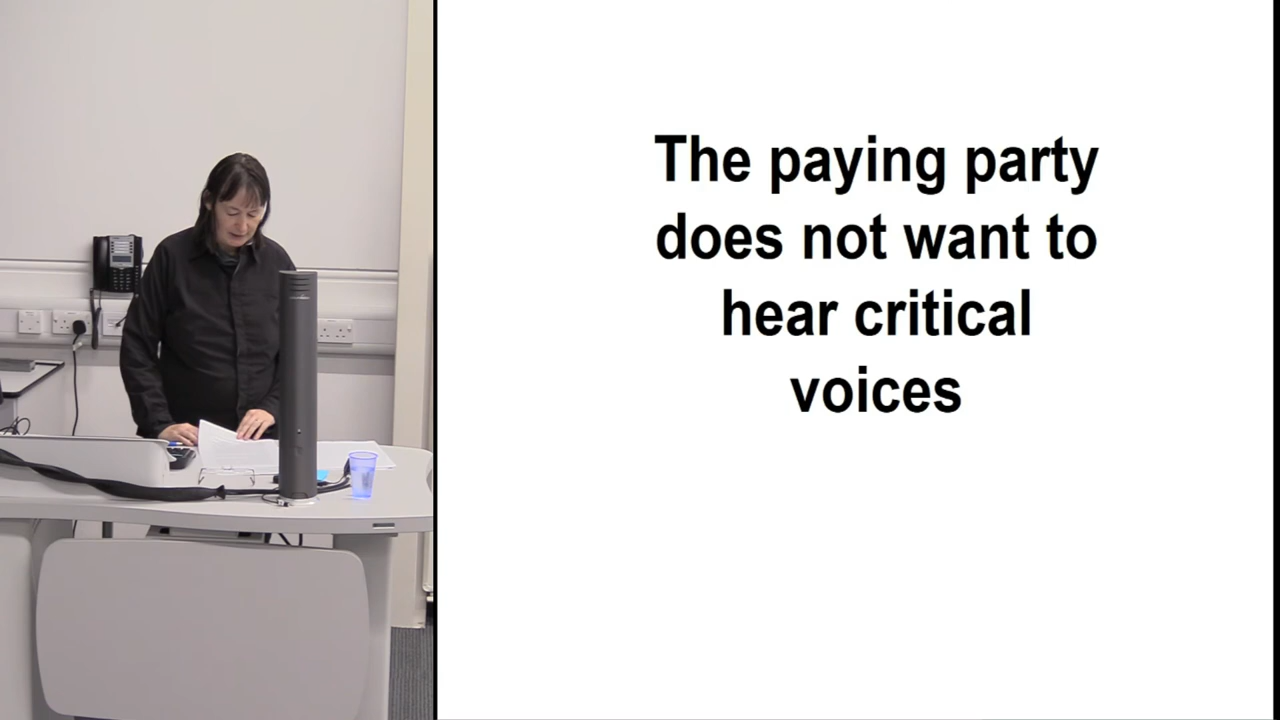 The paying party
does not want to
hear critical
voices